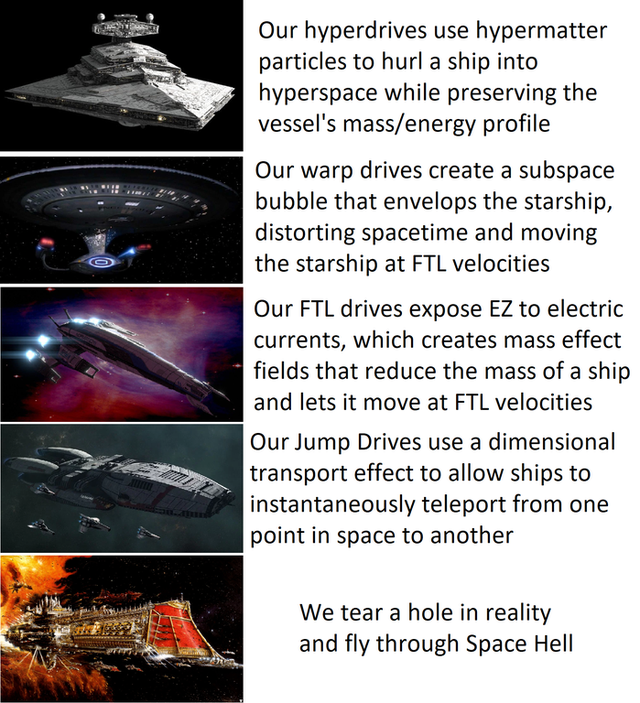 Our hyperdrives use hypermatter
particles to hurl a ship into
hyperspace while preserving the
vessel's mass/energy profile
Our warp drives create a subspace
bubble that envelops the starship,
distorting spacetime and moving
the starship at FTL velocities
Our FTL drives expose EZ to electric
currents, which creates mass effect
fields that reduce the mass of a ship
and lets it move at FTL velocities
Our Jump Drives use a dimensional
transport effect to allow ships to
instantaneously teleport from one
point in space to another
We tear a hole in reality
and fly through Space Hell